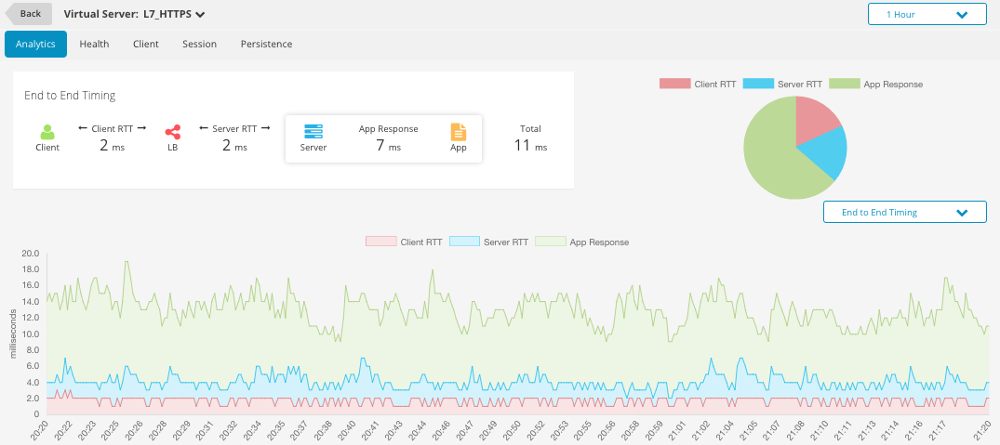 Back Virtual Server: L7_HTTPS 1 Hour
Analytics Health Client Session Persistence
End to End Timing
Client RTT Server RTT App Response
Client Client RTT 2 ms LB Server RTT 2 ms Server App Response 7 ms App Total 11 ms
End to End Timing
Client RTT Server RTT App Response
milliseconds
20.0
18.0
16.0
14.0
12.0
10.0
8.0
6.0
4.0
2.0
0
20:20 20:22 20:23 20:25 20:26 20:28 20:29 20:31 20:32 20:34 20:35 20:37 20:38 20:40 20:41 20:43 20:44 20:46 20:47 20:49 20:50 20:52 20:53 20:55 20:56 20:58 20:59 21:01 21:02 21:04 21:05 21:07 21:08 21:10 21:11 21:13 21:14 21:16 21:17 21:20